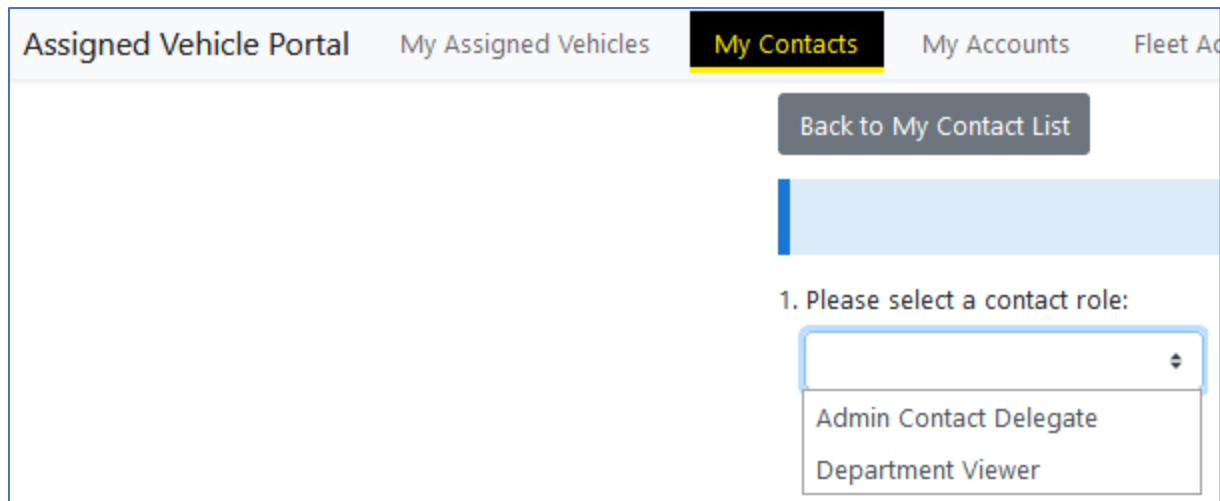 Assigned Vehicle Portal My Assigned Vehicles My Contacts My Accounts Fleet
Back to My Contact List
1. Please select a contact role:
Admin Contact Delegate
Department Viewer